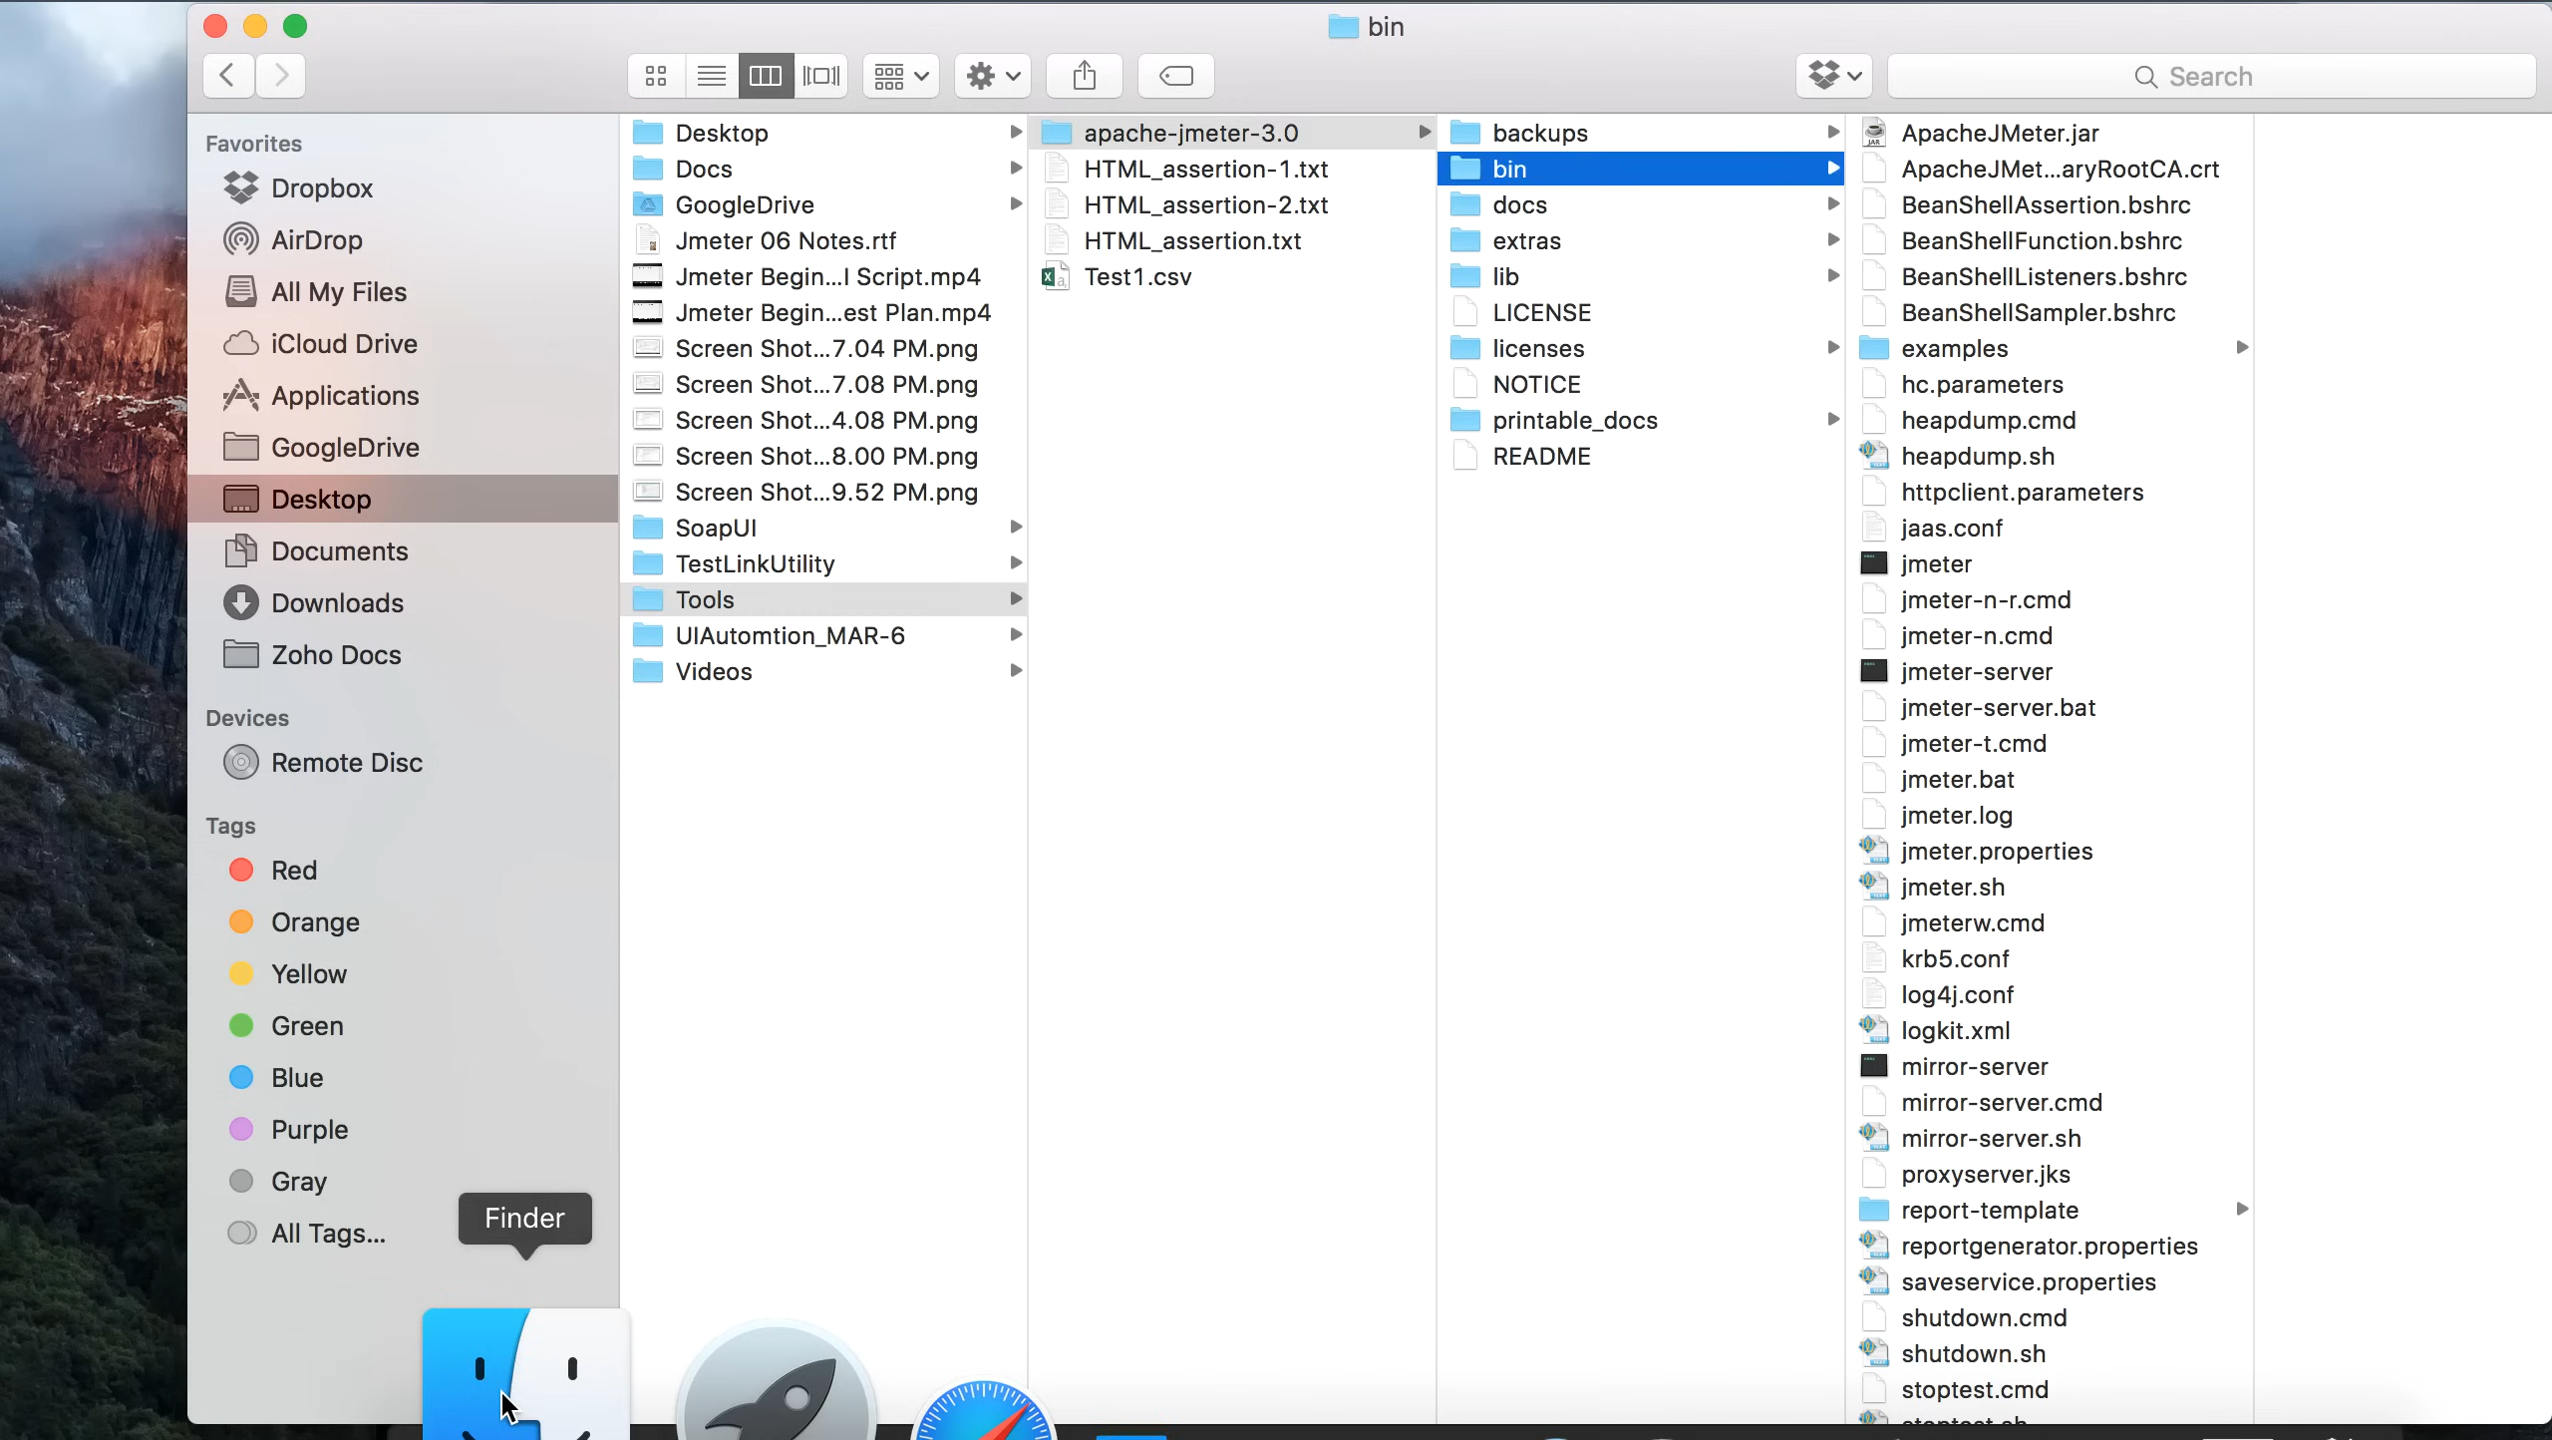 bin
Search
Favorites
Dropbox
AirDrop
All My Files
iCloud Drive
Applications
GoogleDrive
Desktop
Documents
Downloads
Zoho Docs
Devices
Remote Disc
Tags
Red
Orange
Yellow
Green
Blue
Purple
Gray
All Tags...
Finder
Desktop
Docs
GoogleDrive
Jmeter 06 Notes.rtf
Jmeter Begin...l Script.mp4
Jmeter Begin...est Plan.mp4
Screen Shot...7.04 PM.png
Screen Shot...7.08 PM.png
Screen Shot...4.08 PM.png
Screen Shot...8.00 PM.png
Screen Shot...9.52 PM.png
SoapUI
TestLinkUtility
Tools
UIAutomtion_MAR-6
Videos
apache-jmeter-3.0
HTML_assertion-1.txt
HTML_assertion-2.txt
HTML_assertion.txt
Test1.csv
backups
bin
docs
extras
lib
LICENSE
licenses
NOTICE
printable_docs
README
ApacheJMeter.jar
ApacheJMet...aryRootCA.crt
BeanShellAssertion.bshrc
BeanShellFunction.bshrc
BeanShellListeners.bshrc
BeanShellSampler.bshrc
examples
hc.parameters
heapdump.cmd
heapdump.sh
httpclient.parameters
jaas.conf
jmeter
jmeter-n-r.cmd
jmeter-n.cmd
jmeter-server
jmeter-server.bat
jmeter-t.cmd
jmeter.bat
jmeter.log
jmeter.properties
jmeter.sh
jmeterw.cmd
krb5.conf
log4j.conf
logkit.xml
mirror-server
mirror-server.cmd
mirror-server.sh
proxyserver.jks
report-template
reportgenerator.properties
saveservice.properties
shutdown.cmd
shutdown.sh
stoptest.cmd